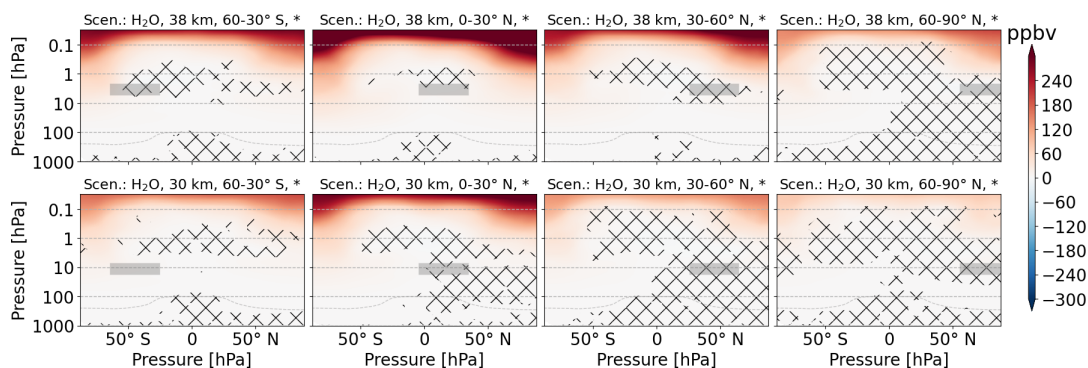 Scen.: H₂O, 38 km, 60-30° S, *
Scen.: H₂O, 38 km, 0-30° N, *
Scen.: H₂O, 38 km, 30-60° N, *
Scen.: H₂O, 38 km, 60-90° N, *
ppbv
Pressure [hPa]
0.1
1
10
100
1000
240
180
120
60
0
−60
−120
−180
−240
−300
Scen.: H₂O, 30 km, 60-30° S, *
Scen.: H₂O, 30 km, 0-30° N, *
Scen.: H₂O, 30 km, 30-60° N, *
Scen.: H₂O, 30 km, 60-90° N, *
Pressure [hPa]
0.1
1
10
100
1000
50° S 0 50° N
50° S 0 50° N
50° S 0 50° N
50° S 0 50° N
Pressure [hPa]
Pressure [hPa]
Pressure [hPa]
Pressure [hPa]